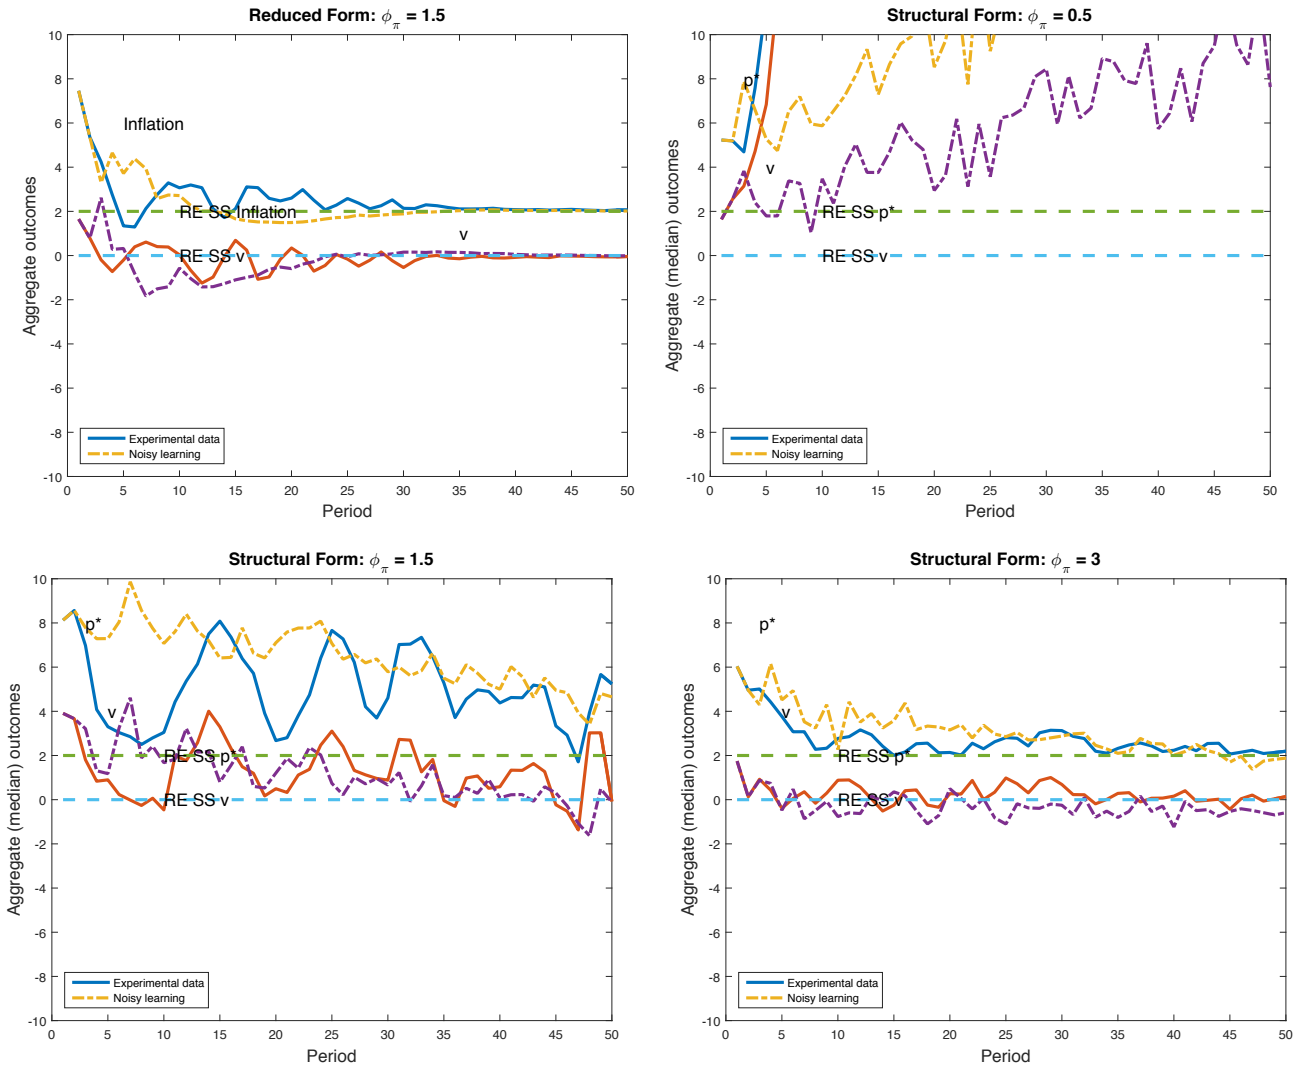 Reduced Form: ϕπ = 1.5
Aggregate outcomes
10
8
6
4
2
0
-2
-4
-6
-8
-10
Inflation
RE SS Inflation
v
RE SS v
Experimental data
Noisy learning
0 5 10 15 20 25 30 35 40 45 50
Period
Structural Form: ϕπ = 0.5
Aggregate (median) outcomes
10
8
6
4
2
0
-2
-4
-6
-8
-10
p*
v
RE SS p*
RE SS v
Experimental data
Noisy learning
0 5 10 15 20 25 30 35 40 45 50
Period
Structural Form: ϕπ = 1.5
Aggregate (median) outcomes
10
8
6
4
2
0
-2
-4
-6
-8
-10
p*
v
RE SS p*
RE SS v
Experimental data
Noisy learning
0 5 10 15 20 25 30 35 40 45 50
Period
Structural Form: ϕπ = 3
Aggregate (median) outcomes
10
8
6
4
2
0
-2
-4
-6
-8
-10
p*
v
RE SS p*
RE SS v
Experimental data
Noisy learning
0 5 10 15 20 25 30 35 40 45 50
Period